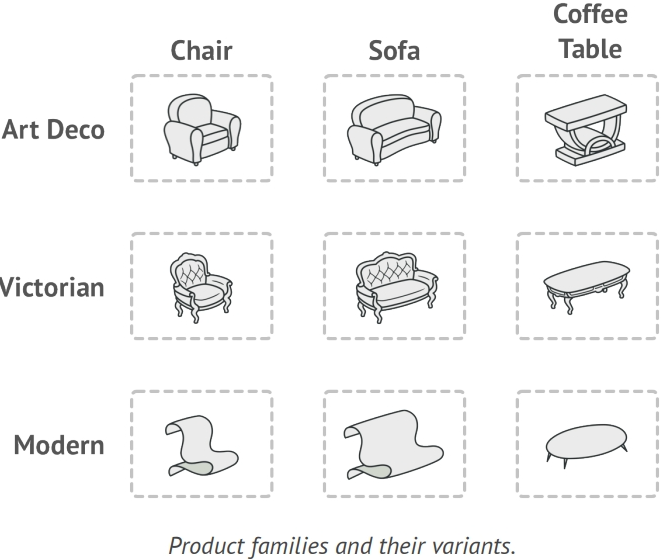 Chair
Sofa
Coffee
Table
Art Deco
Victorian
Modern
Product families and their variants.